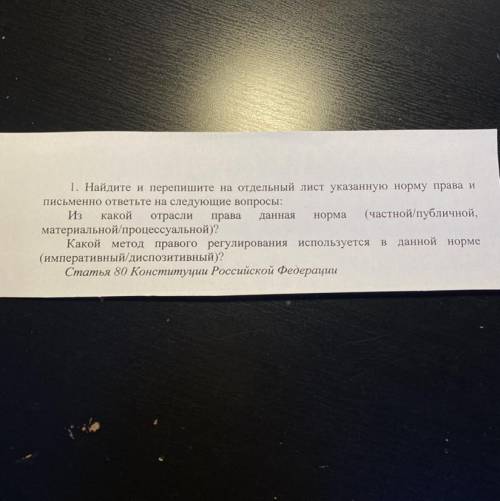 1. Найдите и перепишите на отдельный лист указанную норму права и
письменно ответьте на следующие вопросы:
Из какой отрасли права данная норма (частной/публичной,
материальной/процессуальной)?
Какой метод правого регулирования используется в данной норме
(императивный/диспозитивный)?
Статья 80 Конституции Российской Федерации